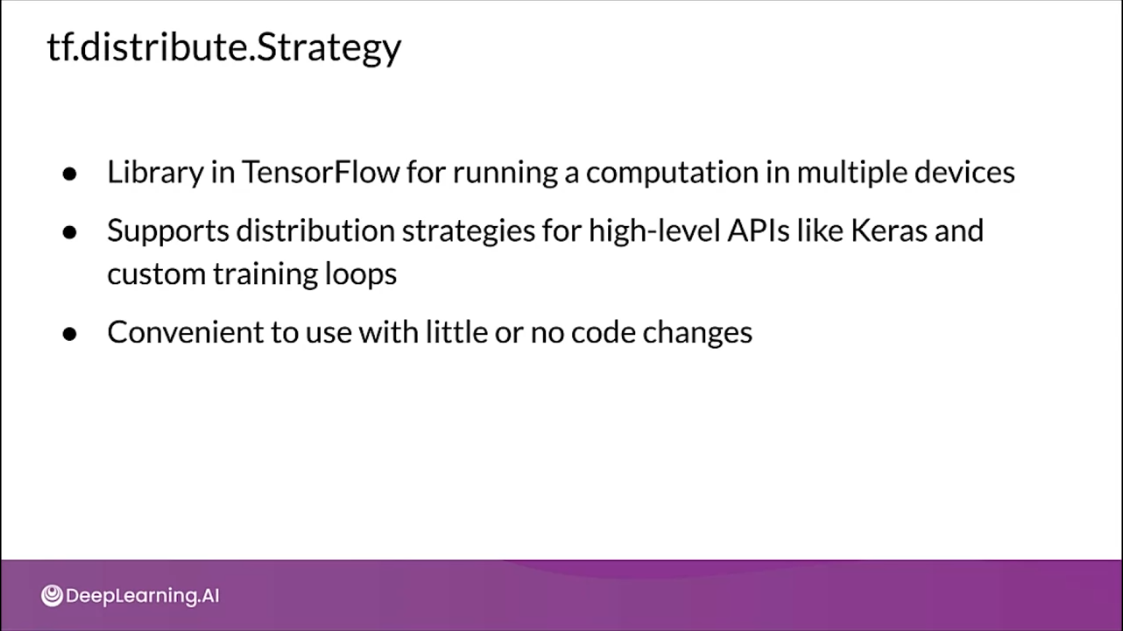 tf.distribute.Strategy
● Library in TensorFlow for running a computation in multiple devices
● Supports distribution strategies for high-level APIs like Keras and
custom training loops
● Convenient to use with little or no code changes
DeepLearning.AI